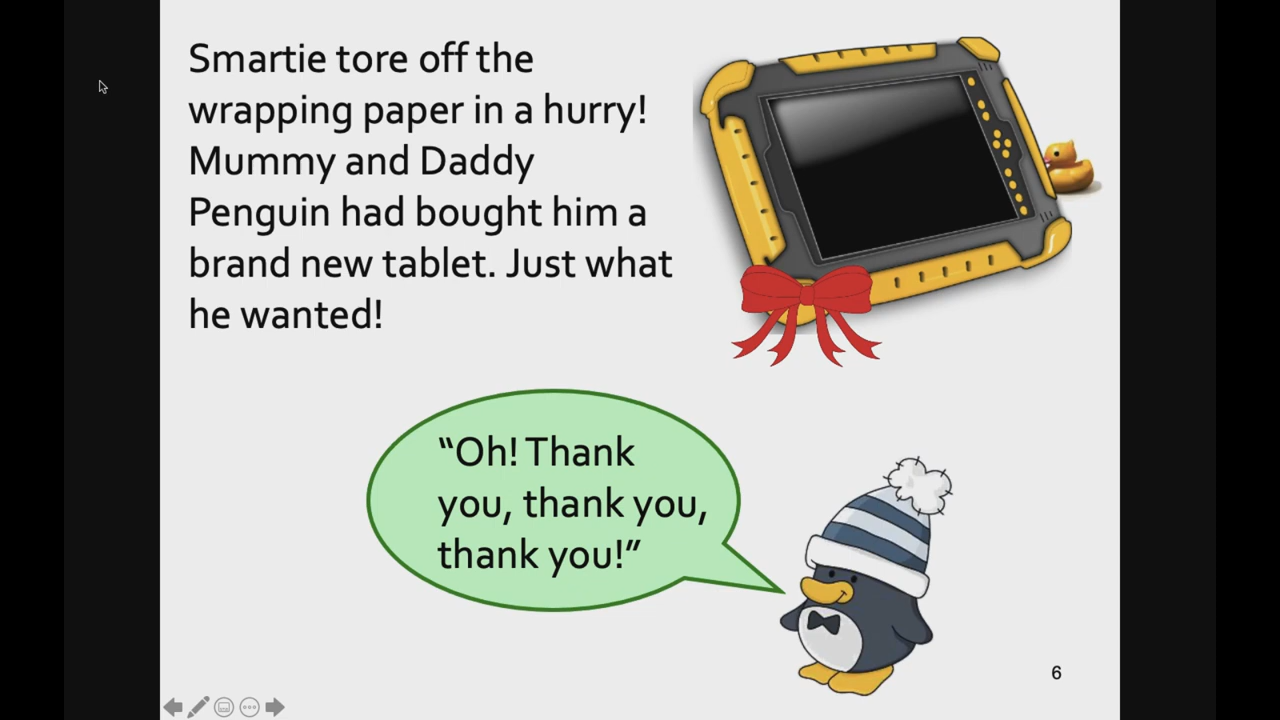 Smartie tore off the
wrapping paper in a hurry!
Mummy and Daddy
Penguin had bought him a
brand new tablet. Just what
he wanted!
“Oh! Thank
you, thank you,
thank you!”
6